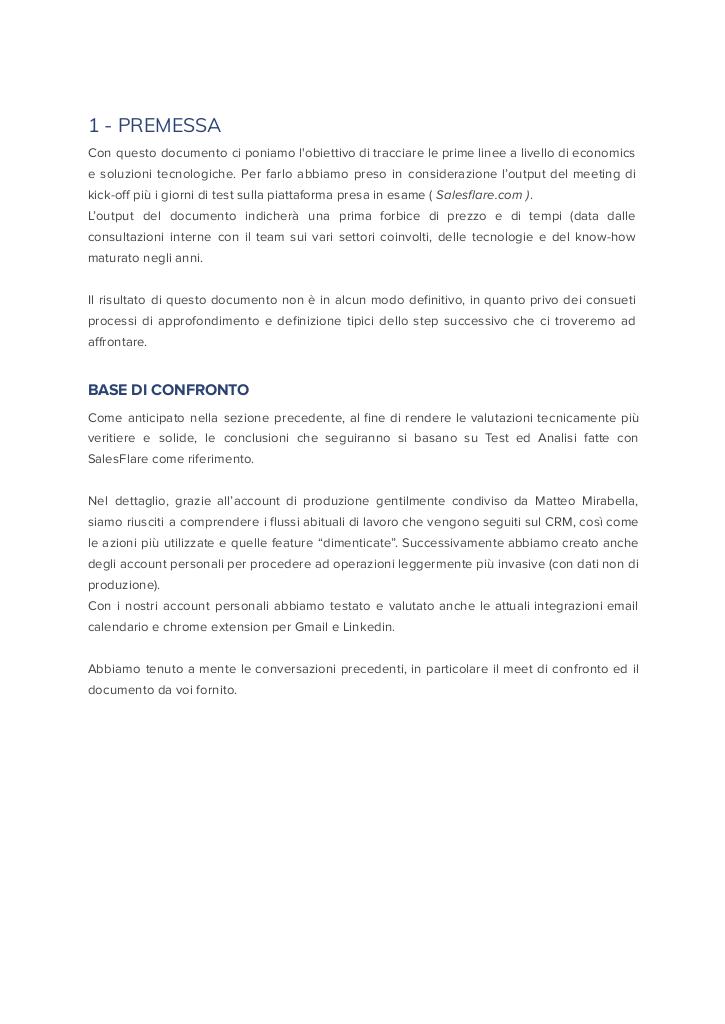 1 - PREMESSA
Con questo documento ci poniamo l'obiettivo di tracciare le prime linee a livello di economics
e soluzioni tecnologiche. Per farlo abbiamo preso in considerazione l’output del meeting di
kick-off più i giorni di test sulla piattaforma presa in esame ( Salesflare.com ).
L’output del documento indicherà una prima forbice di prezzo e di tempi (data dalle
consultazioni interne con il team sui vari settori coinvolti, delle tecnologie e del know-how
maturato negli anni.
Il risultato di questo documento non è in alcun modo definitivo, in quanto privo dei consueti
processi di approfondimento e definizione tipici dello step successivo che ci troveremo ad
affrontare.
BASE DI CONFRONTO
Come anticipato nella sezione precedente, al fine di rendere le valutazioni tecnicamente più
veritiere e solide, le conclusioni che seguiranno si basano su Test ed Analisi fatte con
SalesFlare come riferimento.
Nel dettaglio, grazie all’account di produzione gentilmente condiviso da Matteo Mirabella,
siamo riusciti a comprendere i flussi abituali di lavoro che vengono seguiti sul CRM, così come
le azioni più utilizzate e quelle feature “dimenticate”. Successivamente abbiamo creato anche
degli account personali per procedere ad operazioni leggermente più invasive (con dati non di
produzione).
Con i nostri account personali abbiamo testato e valutato anche le attuali integrazioni email
calendario e chrome extension per Gmail e Linkedin.
Abbiamo tenuto a mente le conversazioni precedenti, in particolare il meet di confronto ed il
documento da voi fornito.